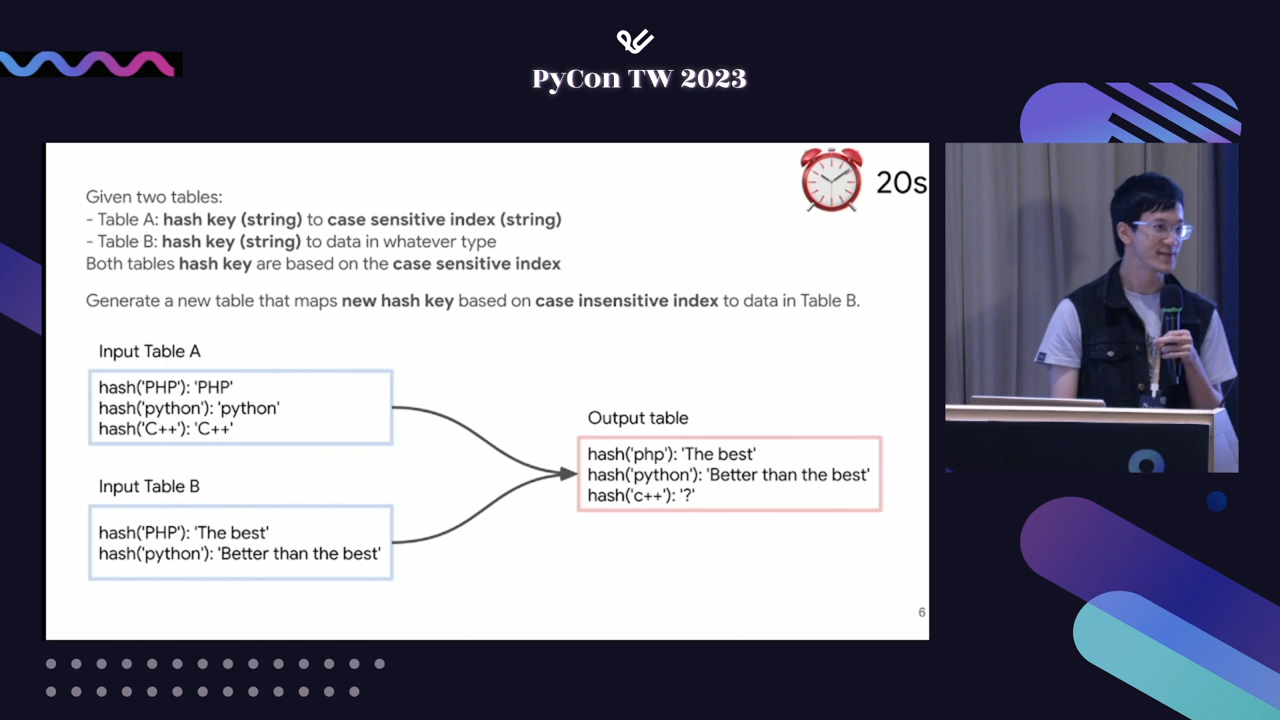 PyCon TW 2023
20s
Given two tables:
- Table A: hash key (string) to case sensitive index (string)
- Table B: hash key (string) to data in whatever type
Both tables hash key are based on the case sensitive index
Generate a new table that maps new hash key based on case insensitive index to data in Table B.
Input Table A
hash('PHP'): 'PHP'
hash('python'): 'python'
hash('C++'): 'C++'
Input Table B
hash('PHP'): 'The best'
hash('python'): 'Better than the best'
Output table
hash('php'): 'The best'
hash('python'): 'Better than the best'
hash('c++'): '?'
6